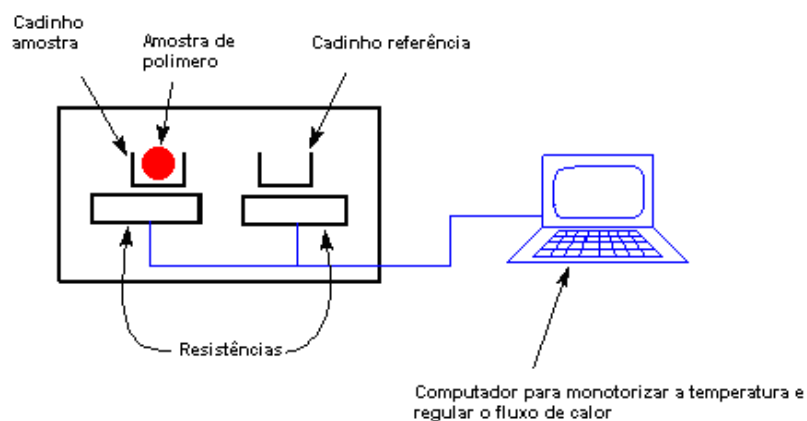 Cadinho
amostra
Amostra de
polimero
Cadinho referência
Resistências
Computador para monotorizar a temperatura e
regular o fluxo de calor